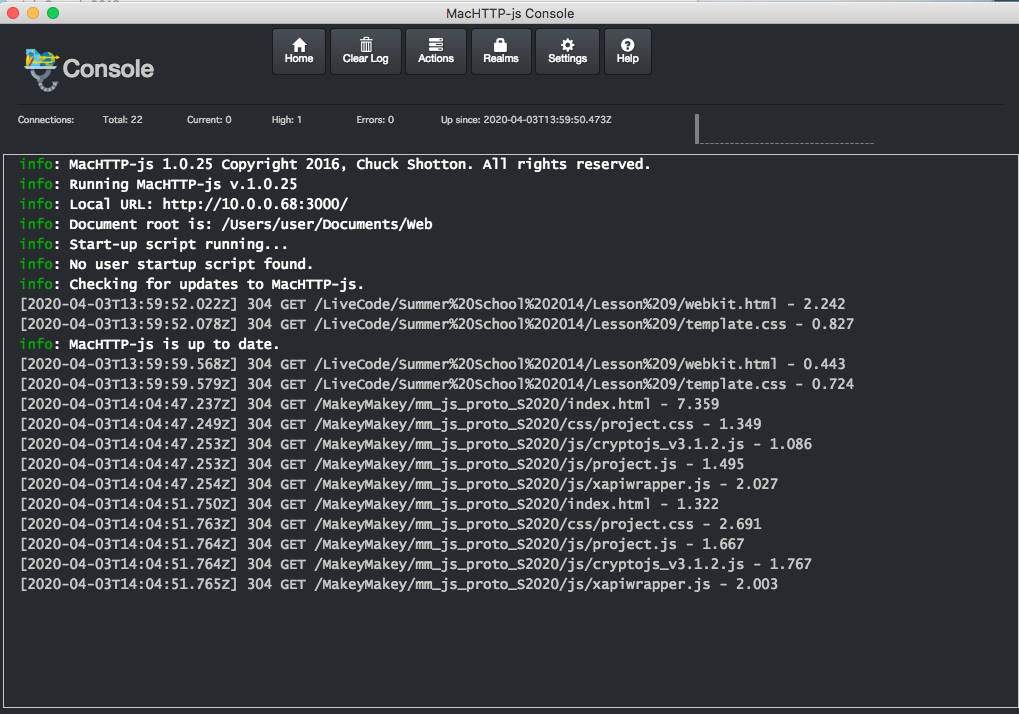 MacHTTP-js Console
Console
Home
Clear Log
Actions
Realms
Settings
Help
Connections: Total: 22 Current: 0 High: 1 Errors: 0 Up since: 2020-04-03T13:59:50.473Z
info: MacHTTP-js 1.0.25 Copyright 2016, Chuck Shotton. All rights reserved.
info: Running MacHTTP-js v.1.0.25
info: Local URL: http://10.0.0.68:3000/
info: Document root is: /Users/user/Documents/Web
info: Start-up script running...
info: No user startup script found.
info: Checking for updates to MacHTTP-js.
[2020-04-03T13:59:52.022Z] 304 GET /LiveCode/Summer%20School%202014/Lesson%209/webkit.html - 2.242
[2020-04-03T13:59:52.078Z] 304 GET /LiveCode/Summer%20School%202014/Lesson%209/template.css - 0.827
info: MacHTTP-js is up to date.
[2020-04-03T13:59:59.568Z] 304 GET /LiveCode/Summer%20School%202014/Lesson%209/webkit.html - 0.443
[2020-04-03T13:59:59.579Z] 304 GET /LiveCode/Summer%20School%202014/Lesson%209/template.css - 0.724
[2020-04-03T14:04:47.237Z] 304 GET /MakeyMakey/mm_js_proto_S2020/index.html - 7.359
[2020-04-03T14:04:47.249Z] 304 GET /MakeyMakey/mm_js_proto_S2020/css/project.css - 1.349
[2020-04-03T14:04:47.253Z] 304 GET /MakeyMakey/mm_js_proto_S2020/js/cryptojs_v3.1.2.js - 1.086
[2020-04-03T14:04:47.253Z] 304 GET /MakeyMakey/mm_js_proto_S2020/js/project.js - 1.495
[2020-04-03T14:04:47.254Z] 304 GET /MakeyMakey/mm_js_proto_S2020/js/xapiwrapper.js - 2.027
[2020-04-03T14:04:51.750Z] 304 GET /MakeyMakey/mm_js_proto_S2020/index.html - 1.322
[2020-04-03T14:04:51.763Z] 304 GET /MakeyMakey/mm_js_proto_S2020/css/project.css - 2.691
[2020-04-03T14:04:51.764Z] 304 GET /MakeyMakey/mm_js_proto_S2020/js/project.js - 1.667
[2020-04-03T14:04:51.764Z] 304 GET /MakeyMakey/mm_js_proto_S2020/js/cryptojs_v3.1.2.js - 1.767
[2020-04-03T14:04:51.765Z] 304 GET /MakeyMakey/mm_js_proto_S2020/js/xapiwrapper.js - 2.003